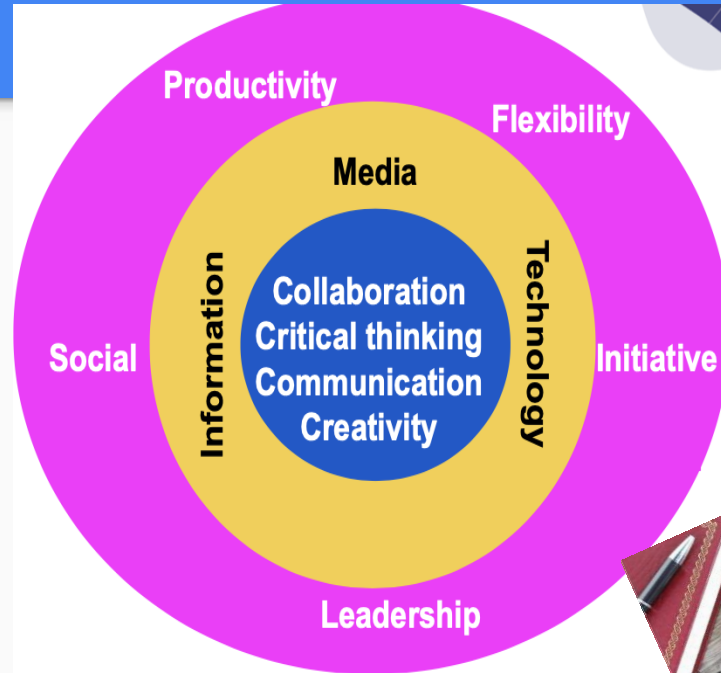 Productivity
Flexibility
Media
Information
Technology
Collaboration
Critical thinking
Communication
Creativity
Social
Initiative
Leadership